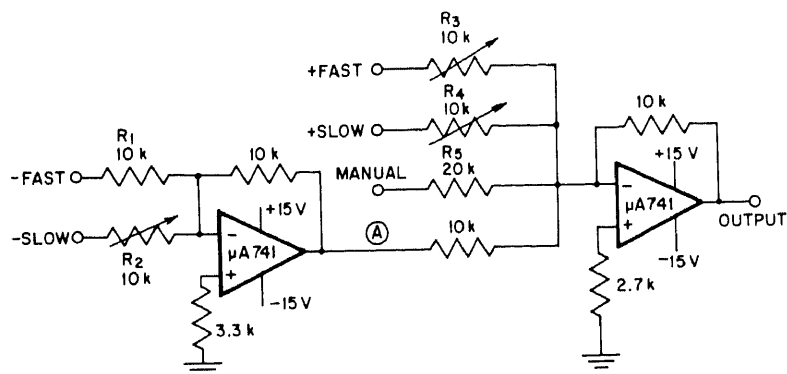 R3
10 k
+FAST
R4
10k
+SLOW
R5
20 k
MANUAL
10 k
+15 V
−
μA741
+
−15 V
OUTPUT
2.7 k
R1
10 k
10 k
−FAST
−SLOW
R2
10 k
+15 V
−
μA741
+
−15 V
3.3 k
A
10 k